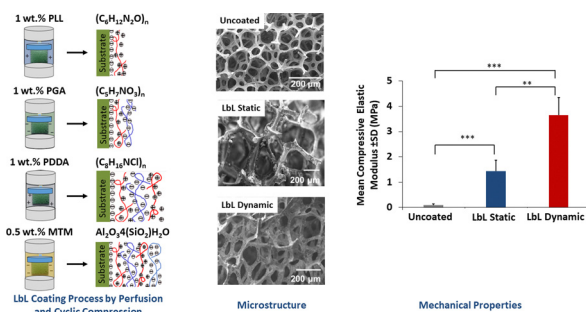 1 wt.% PLL
(C6H12N2O)n
Substrate
1 wt.% PGA
(C5H7NO3)n
Substrate
1 wt.% PDDA
(C8H16NCl)n
Substrate
0.5 wt.% MTM
Al2O34(SiO2)H2O
Substrate
LbL Coating Process by Perfusion
and Cyclic Compression
Uncoated
200 µm
LbL Static
200 µm
LbL Dynamic
200 µm
Microstructure
Mean Compressive Elastic
Modulus ±SD (MPa)
5
4
3
2
1
0
***
**
***
Uncoated
LbL Static
LbL Dynamic
Mechanical Properties